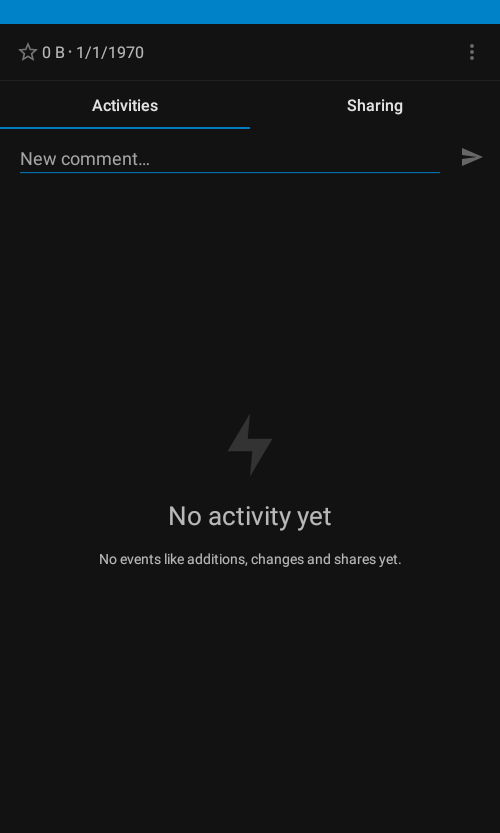 0 B · 1/1/1970
Activities
Sharing
New comment…
No activity yet
No events like additions, changes and shares yet.